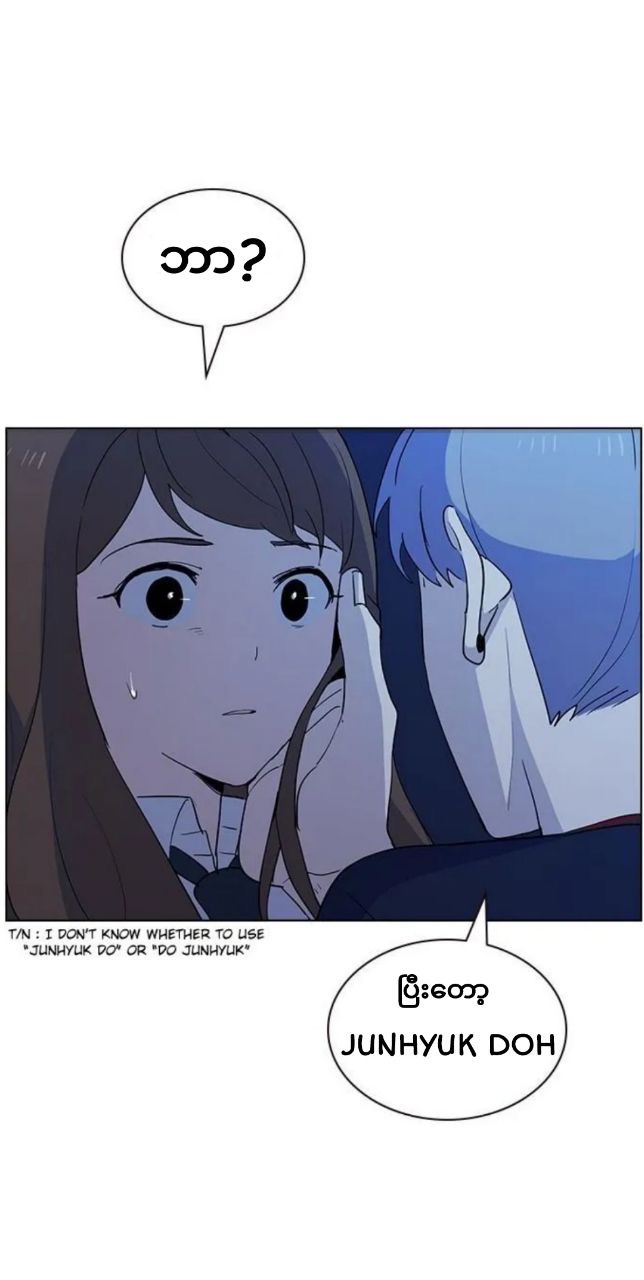 ဘာ?
T/N : I DON'T KNOW WHETHER TO USE
"JUNHYUK DO" OR "DO JUNHYUK"
ပြီးတော့
JUNHYUK DOH